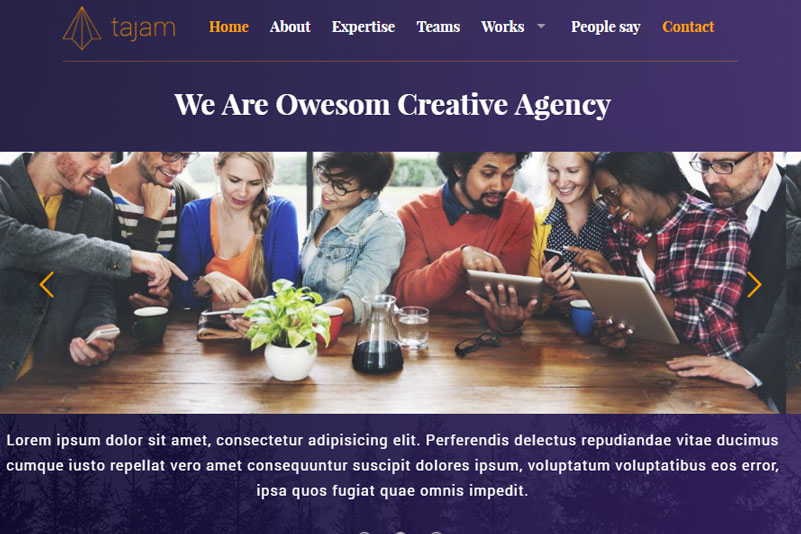 tajam
Home About Expertise Teams Works People say Contact
We Are Owesom Creative Agency
Lorem ipsum dolor sit amet, consectetur adipisicing elit. Perferendis delectus repudiandae vitae ducimus
cumque iusto repellat vero amet consequuntur suscipit dolores ipsum, voluptatum voluptatibus eos error,
ipsa quos fugiat quae omnis impedit.